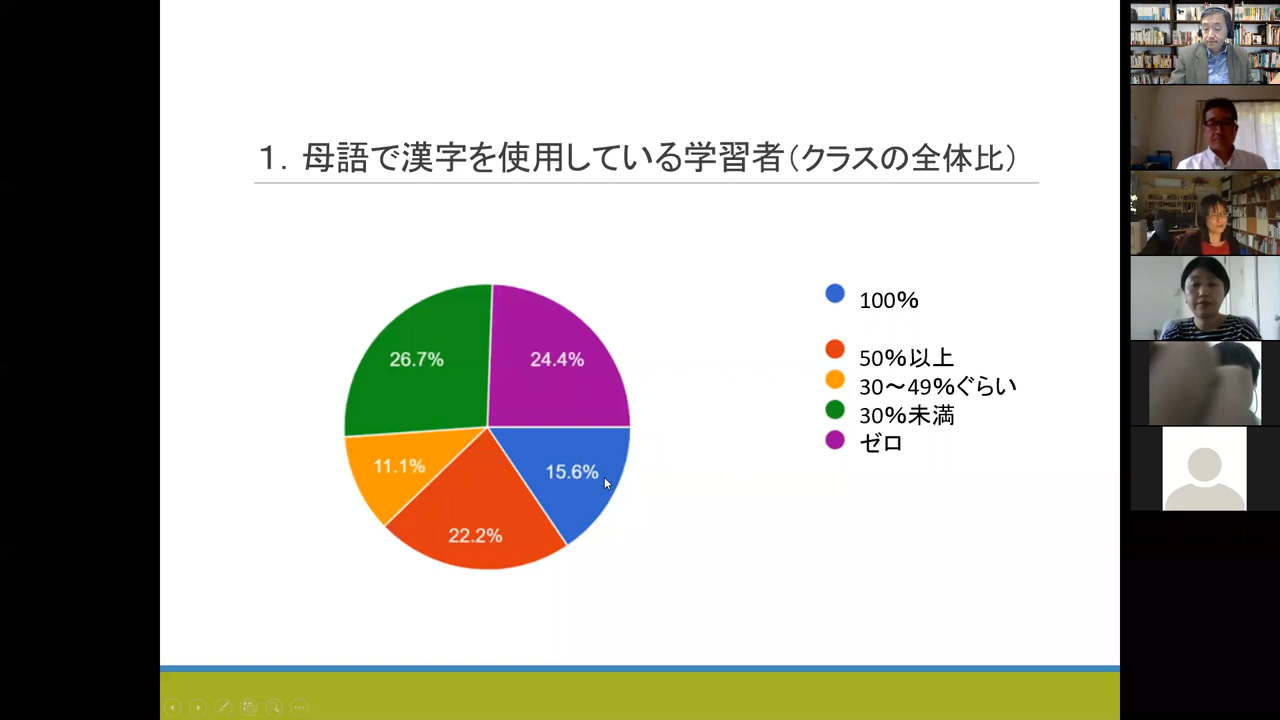 １．母語で漢字を使用している学習者（クラスの全体比）
26.7%
24.4%
11.1%
15.6%
22.2%
100%
50%以上
30～49%ぐらい
30%未満
ゼロ